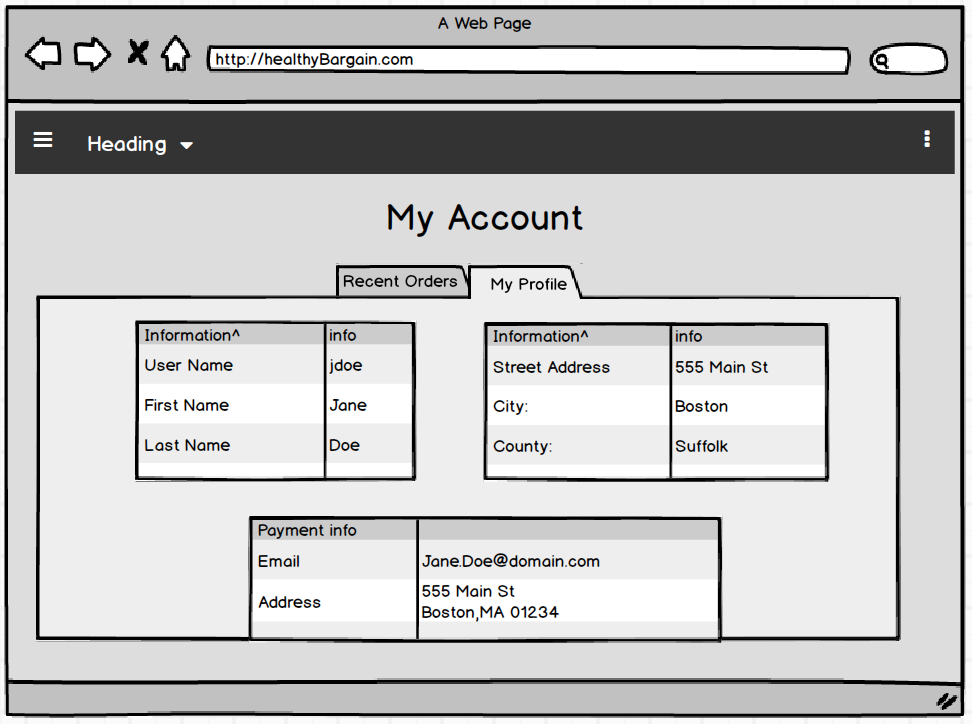 A Web Page
http://healthyBargain.com
Heading
My Account
Recent Orders
My Profile
Information^ info
User Name jdoe
First Name Jane
Last Name Doe
Information^ info
Street Address 555 Main St
City: Boston
County: Suffolk
Payment info
Email Jane.Doe@domain.com
Address 555 Main St
Boston,MA 01234